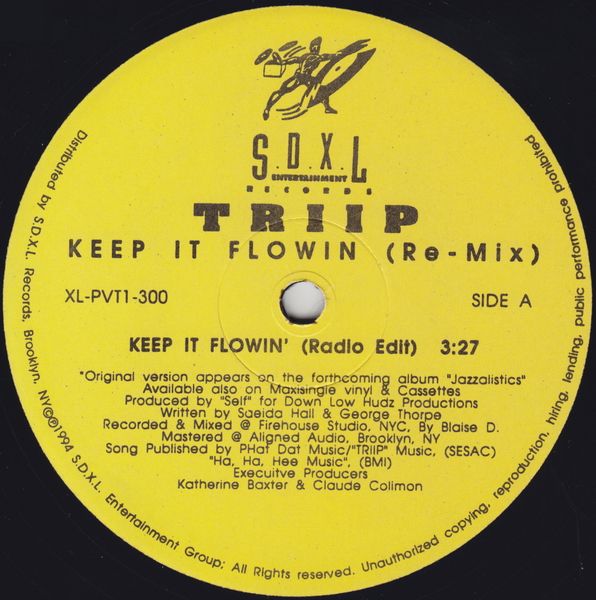 S.D.X.L
ENTERTAINMENT
RECORDS
TRIIP
KEEP IT FLOWIN (Re-Mix)
XL-PVT1-300
SIDE A
KEEP IT FLOWIN' (Radio Edit) 3:27
"Original version appears on the forthcoming album "Jazzalistics"
Available also on Maxisingle vinyl & Cassettes
Produced by "Self" for Down Low Hudz Productions
Written by Saeida Hall & George Thorpe
Recorded & Mixed @ Firehouse Studio, NYC, By Blaise D.
Mastered @ Aligned Audio, Brooklyn, NY
Song Published by PHat Dat Music/"TRIIP" Music, (SESAC)
"Ha, Ha, Hee Music", (BMI)
Execuitve Producers
Katherine Baxter & Claude Colimon
Distributed by S.D.X.L. Records, Brooklyn, NY©℗1994 S.D.X.L. Entertainment Group; All Rights reserved. Unauthorized copying, reproduction, hiring, lending, public performance prohibited